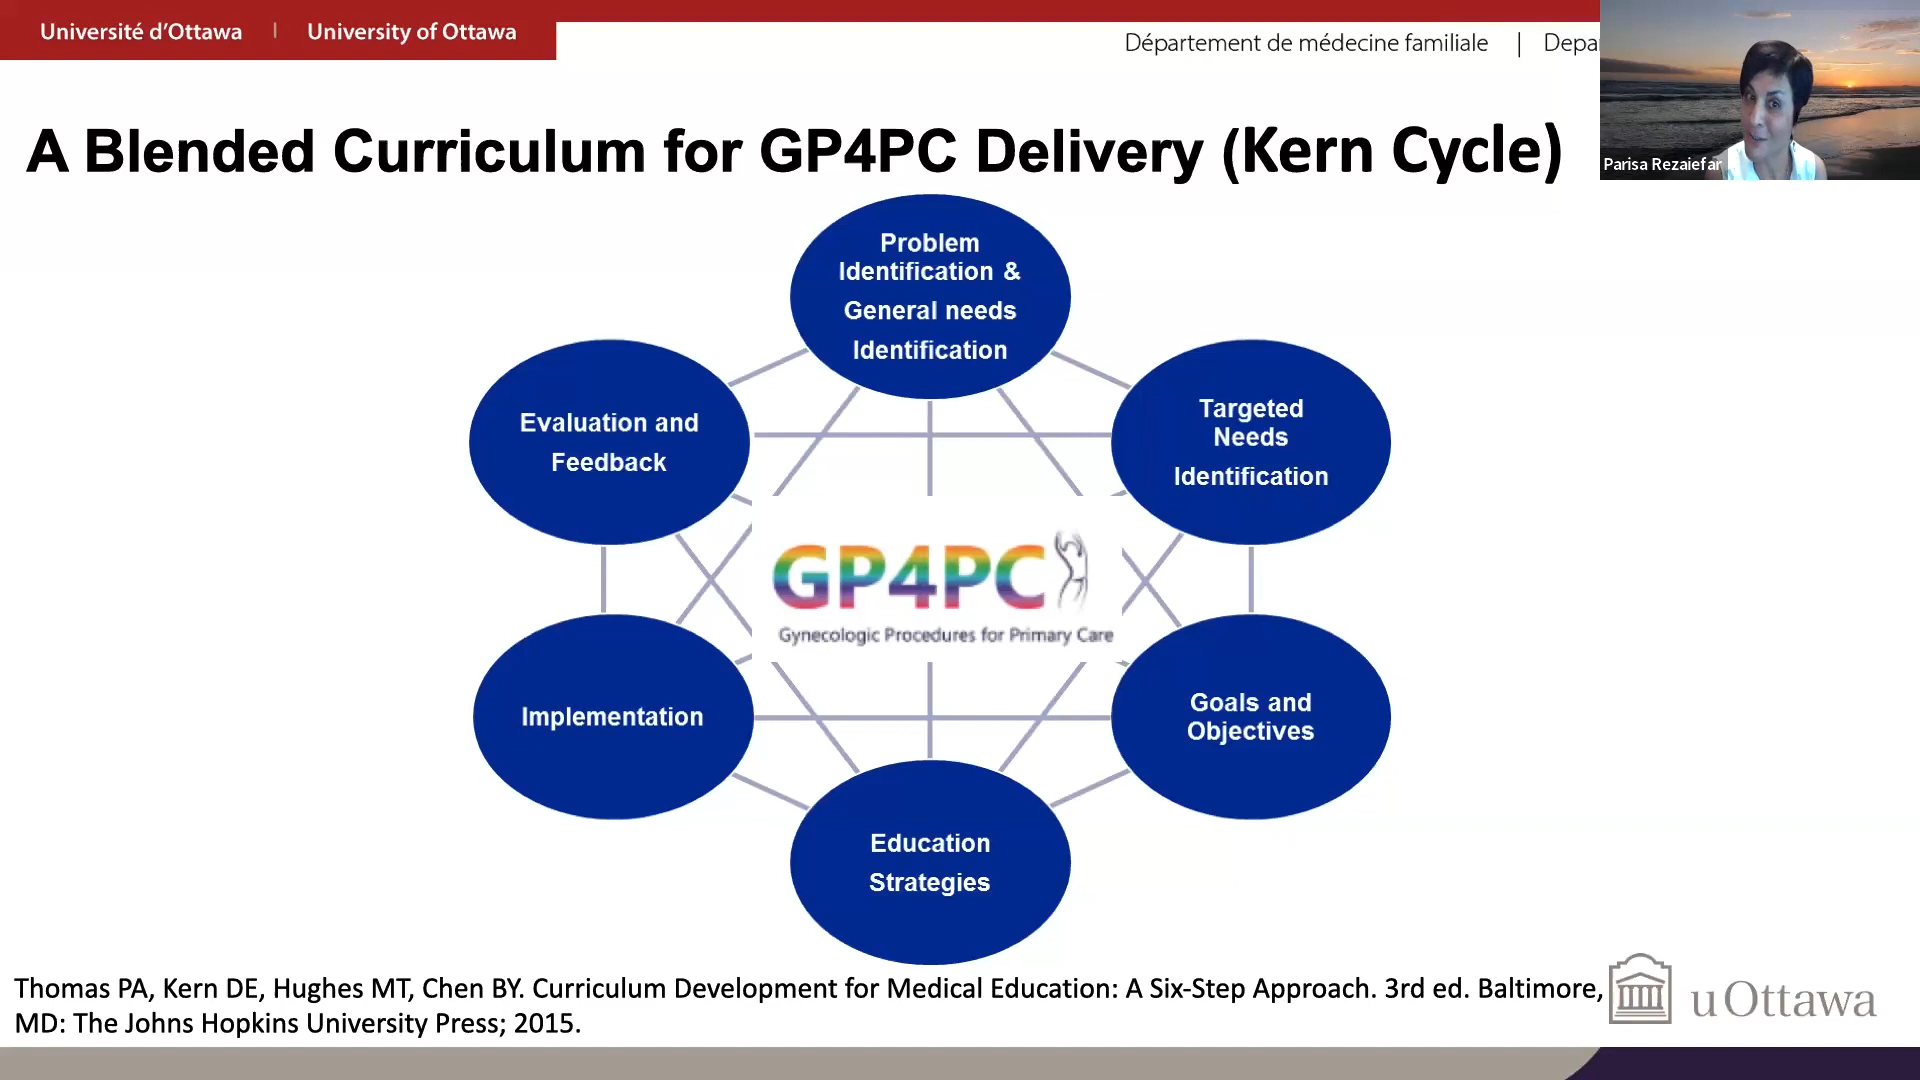 Université d'Ottawa | University of Ottawa
Département de médecine familiale | Depa
Parisa Rezaiefar
A Blended Curriculum for GP4PC Delivery (Kern Cycle)
Problem
Identification &
General needs
Identification
Targeted
Needs
Identification
Goals and
Objectives
Education
Strategies
Implementation
Evaluation and
Feedback
GP4PC
Gynecologic Procedures for Primary Care
Thomas PA, Kern DE, Hughes MT, Chen BY. Curriculum Development for Medical Education: A Six-Step Approach. 3rd ed. Baltimore,
MD: The Johns Hopkins University Press; 2015.
uOttawa